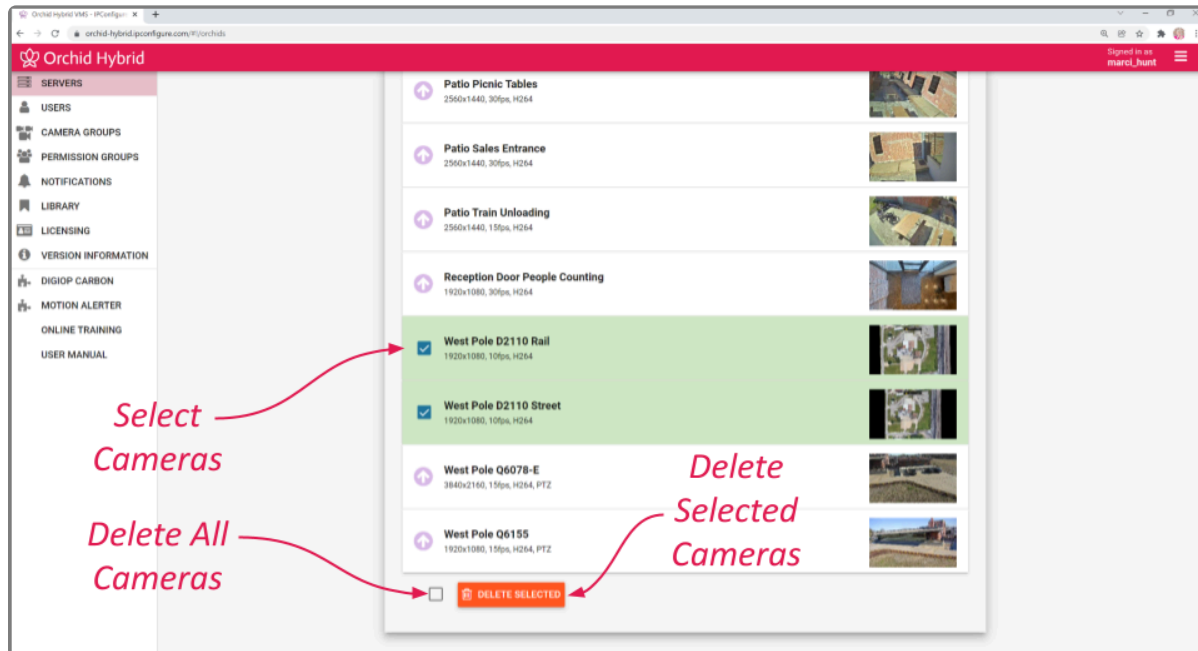 Orchid Hybrid VMS - IPConfigur
orchid-hybrid.ipconfigure.com/#!/orchids
Orchid Hybrid
Signed in as
marci_hunt
SERVERS
USERS
CAMERA GROUPS
PERMISSION GROUPS
NOTIFICATIONS
LIBRARY
LICENSING
VERSION INFORMATION
DIGIOP CARBON
MOTION ALERTER
ONLINE TRAINING
USER MANUAL
Patio Picnic Tables
2560x1440, 30fps, H264
Patio Sales Entrance
2560x1440, 30fps, H264
Patio Train Unloading
2560x1440, 15fps, H264
Reception Door People Counting
1920x1080, 30fps, H264
West Pole D2110 Rail
1920x1080, 10fps, H264
West Pole D2110 Street
1920x1080, 10fps, H264
West Pole Q6078-E
3840x2160, 15fps, H264, PTZ
West Pole Q6155
1920x1080, 15fps, H264, PTZ
DELETE SELECTED
Select
Cameras
Delete All
Cameras
Delete
Selected
Cameras